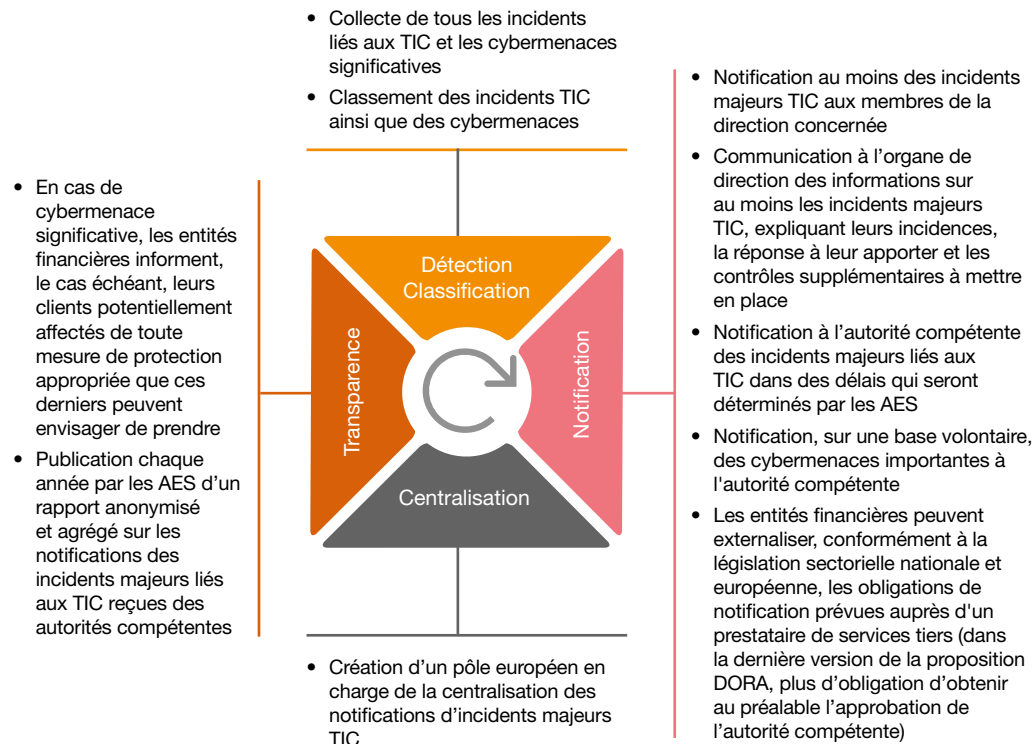 • Collecte de tous les incidents
liés aux TIC et les cybermenaces
significatives
• Classement des incidents TIC
ainsi que des cybermenaces
• Notification au moins des incidents
majeurs TIC aux membres de la
direction concernée
• Communication à l’organe de
direction des informations sur
au moins les incidents majeurs
TIC, expliquant leurs incidences,
la réponse à leur apporter et les
contrôles supplémentaires à mettre
en place
• Notification à l’autorité compétente
des incidents majeurs liés aux
TIC dans des délais qui seront
déterminés par les AES
• Notification, sur une base volontaire,
des cybermenaces importantes à
l'autorité compétente
• Les entités financières peuvent
externaliser, conformément à la
législation sectorielle nationale et
européenne, les obligations de
notification prévues auprès d'un
prestataire de services tiers (dans
la dernière version de la proposition
DORA, plus d’obligation d’obtenir
au préalable l’approbation de
l’autorité compétente)
• En cas de
cybermenace
significative, les entités
financières informent,
le cas échéant, leurs
clients potentiellement
affectés de toute
mesure de protection
appropriée que ces
derniers peuvent
envisager de prendre
• Publication chaque
année par les AES d’un
rapport anonymisé
et agrégé sur les
notifications des
incidents majeurs liés
aux TIC reçues des
autorités compétentes
Détection
Classification
Transparence
Notification
Centralisation
• Création d’un pôle européen en
charge de la centralisation des
notifications d’incidents majeurs
TIC